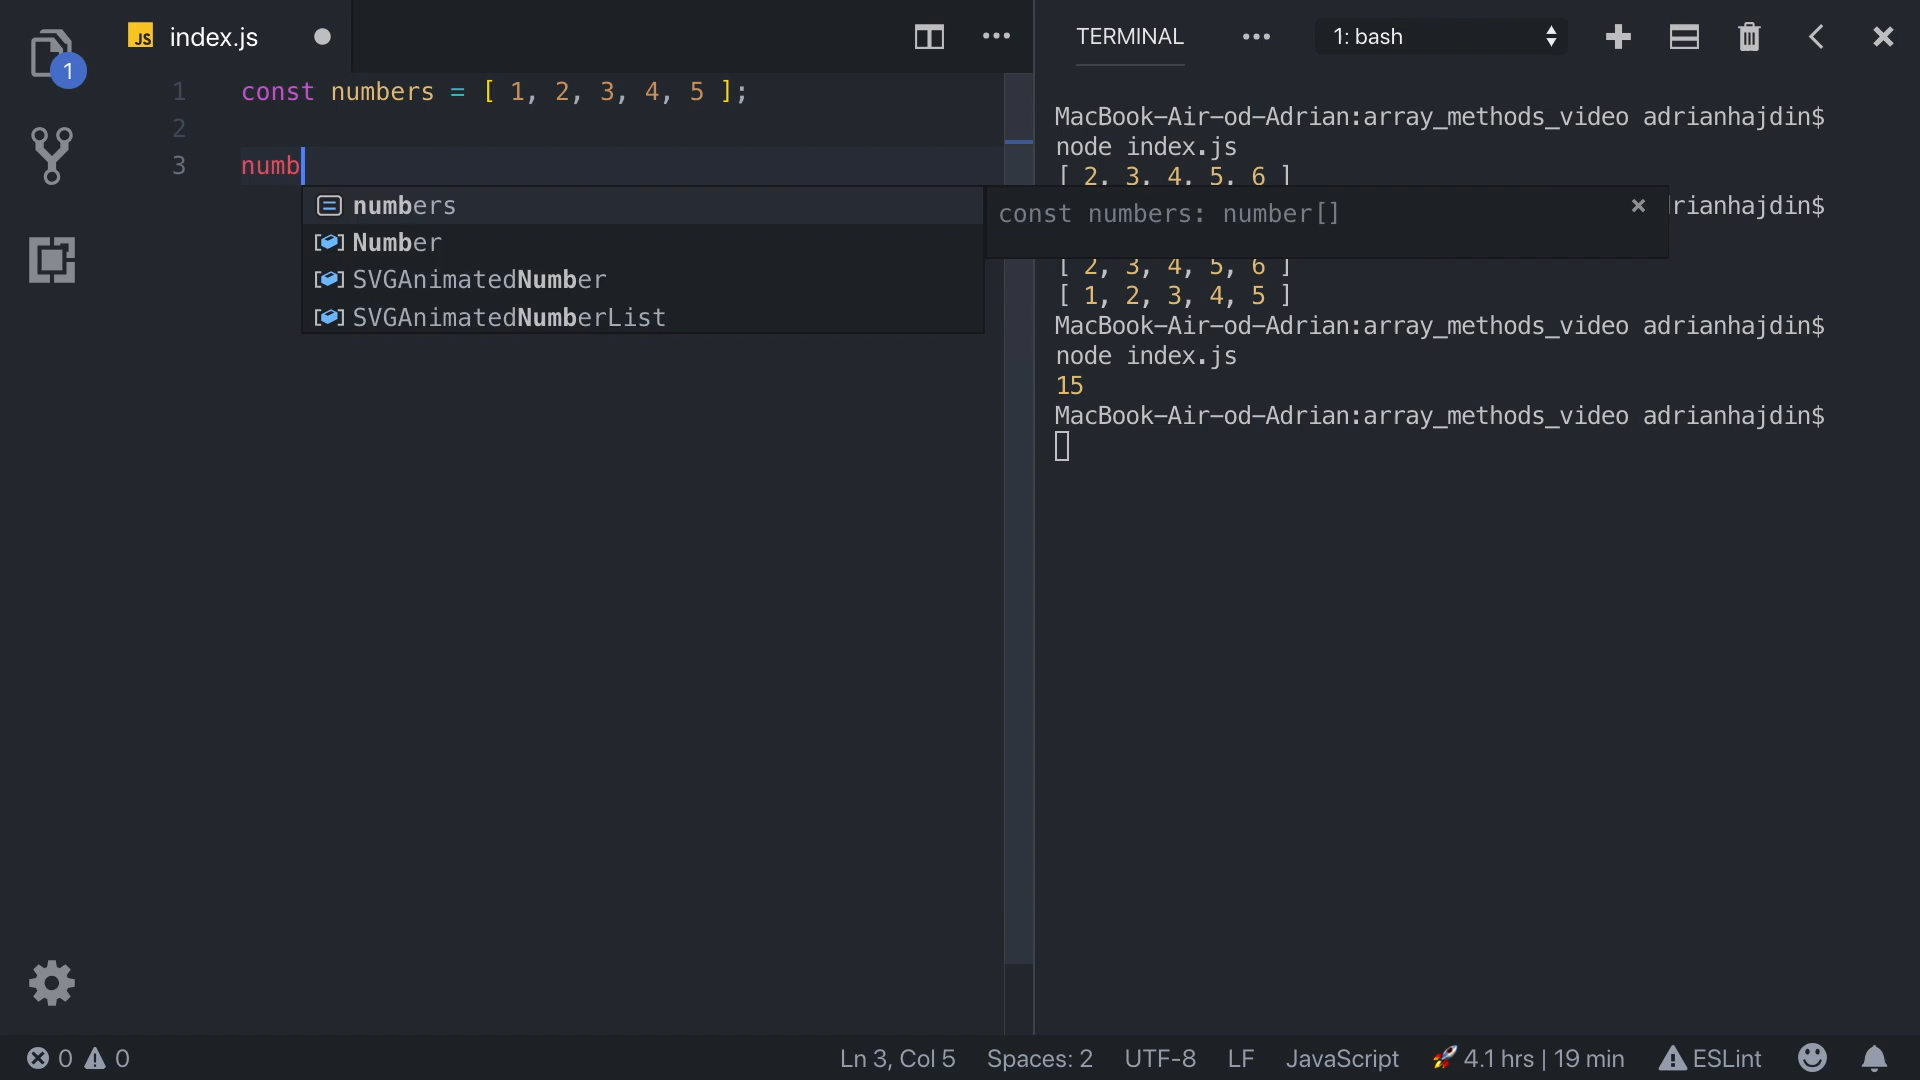 JS index.js
1 const numbers = [ 1, 2, 3, 4, 5 ];
2
3 numb
numbers
Number
SVGAnimatedNumber
SVGAnimatedNumberList
const numbers: number[] ×
TERMINAL ••• 1: bash
MacBook-Air-od-Adrian:array_methods_video adrianhajdin$
node index.js
[ 2, 3, 4, 5, 6 ]
rianhajdin$
[ 2, 3, 4, 5, 6 ]
[ 1, 2, 3, 4, 5 ]
MacBook-Air-od-Adrian:array_methods_video adrianhajdin$
node index.js
15
MacBook-Air-od-Adrian:array_methods_video adrianhajdin$
1
0 0 Ln 3, Col 5 Spaces: 2 UTF-8 LF JavaScript 🚀 4.1 hrs | 19 min ESLint